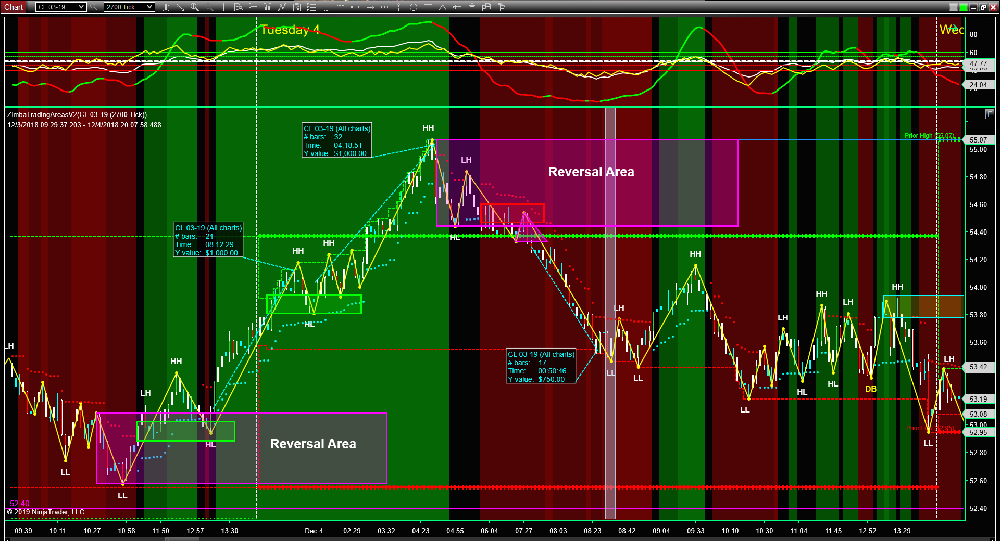 Chart CL 03-19 2700 Tick
Tuesday 4
80
60
47.77
24.04
20
ZimbaTradingAreasV2(CL 03-19 (2700 Tick))
12/3/2018 09:29:37.203 - 12/4/2018 20:07:58.488
F
CL 03-19 (All charts)
# bars: 32
Time: 04:18:51
Y value: $1,000.00
HH
Prior High (55.07)
55.07
55.00
LH
Reversal Area
54.80
54.60
CL 03-19 (All charts)
# bars: 21
Time: 08:12:29
Y value: $1,000.00
54.40
HL
HH
HH
HH
54.20
54.00
HH
HH
LH
LH
LH
53.80
HL
53.60
LH
CL 03-19 (All charts)
# bars: 17
Time: 00:50:46
Y value: $750.00
HH
LH
53.42
LL
LL
HL
HL
DB
LH
53.19
LL
53.08
53.00
52.95
HL
Reversal Area
LL
52.80
LL
52.60
LL
52.40
52.40
© 2019 NinjaTrader, LLC
09:39 10:11 10:27 10:58 11:50 12:57 13:30 Dec 4 02:29 03:32 04:23 04:55 06:04 07:27 08:03 08:23 08:42 09:04 09:33 10:10 10:30 11:04 11:45 12:52 13:29